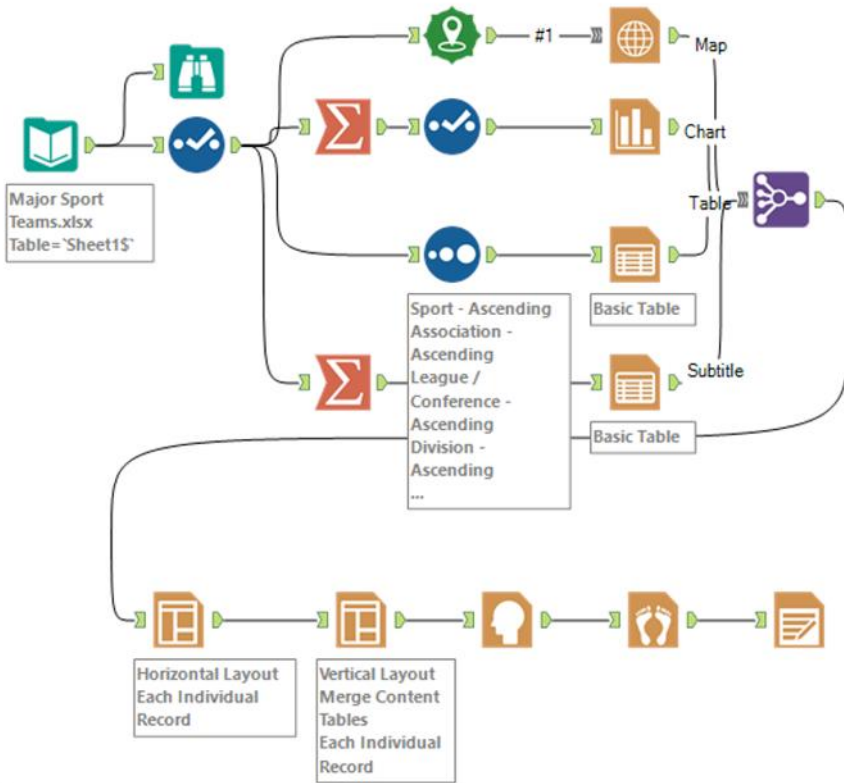 #1
Map
Chart
Table
Major Sport
Teams.xlsx
Table=`Sheet1$`
Sport - Ascending
Association -
Ascending
League /
Conference -
Ascending
Division -
Ascending
...
Basic Table
Subtitle
Basic Table
Horizontal Layout
Each Individual
Record
Vertical Layout
Merge Content
Tables
Each Individual
Record